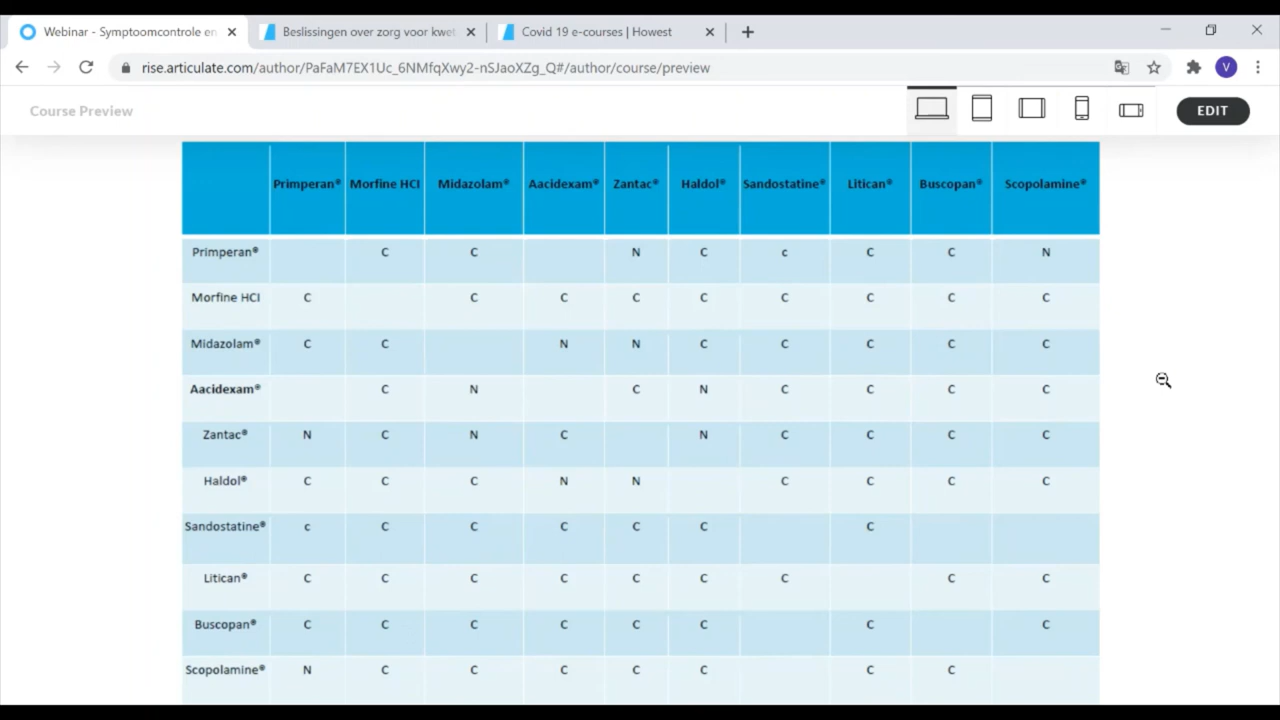 Webinar - Symptoomcontrole en
Beslissingen over zorg voor kwet
Covid 19 e-courses | Howest
rise.articulate.com/author/PaFaM7EX1Uc_6NMfqXwy2-nSJaoXZg_Q#/author/course/preview
V
Course Preview
EDIT
Primperan® Morfine HCI Midazolam® Aacidexam® Zantac® Haldol® Sandostatine® Litican® Buscopan® Scopolamine®
Primperan® C C N C c C C N
Morfine HCI C C C C C C C C C
Midazolam® C C N N C C C C C
Aacidexam® C N C N C C C C
Zantac® N C N C N C C C C
Haldol® C C C N N C C C C
Sandostatine® c C C C C C C
Litican® C C C C C C C C C
Buscopan® C C C C C C C C
Scopolamine® N C C C C C C C